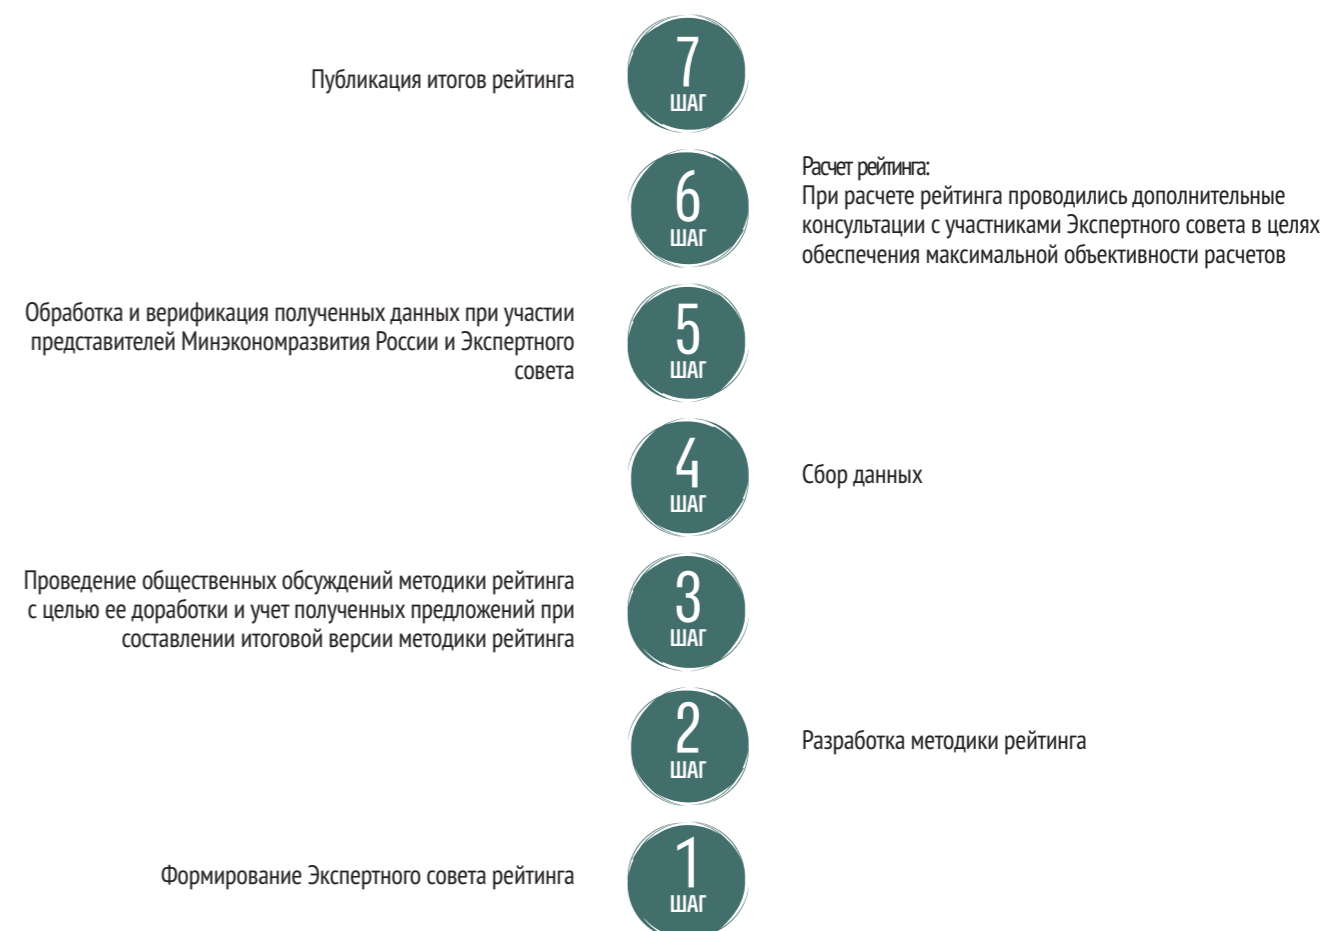 Публикация итогов рейтинга
7
ШАГ
6
ШАГ
Расчет рейтинга:
При расчете рейтинга проводились дополнительные
консультации с участниками Экспертного совета в целях
обеспечения максимальной объективности расчетов
Обработка и верификация полученных данных при участии
представителей Минэкономразвития России и Экспертного
совета
5
ШАГ
4
ШАГ
Сбор данных
Проведение общественных обсуждений методики рейтинга
с целью ее доработки и учет полученных предложений при
составлении итоговой версии методики рейтинга
3
ШАГ
2
ШАГ
Разработка методики рейтинга
Формирование Экспертного совета рейтинга
1
ШАГ